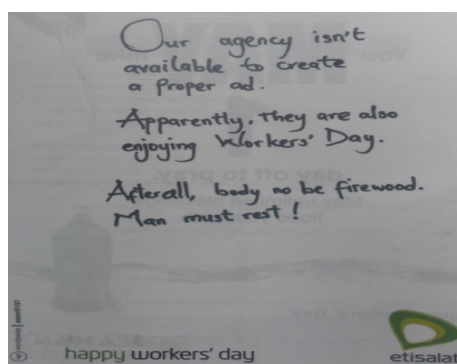 Our agency isn't
available to create
a proper ad.
Apparently, they are also
enjoying Workers' Day.
Afterall, body no be firewood.
Man must rest!
happy workers' day
etisalat